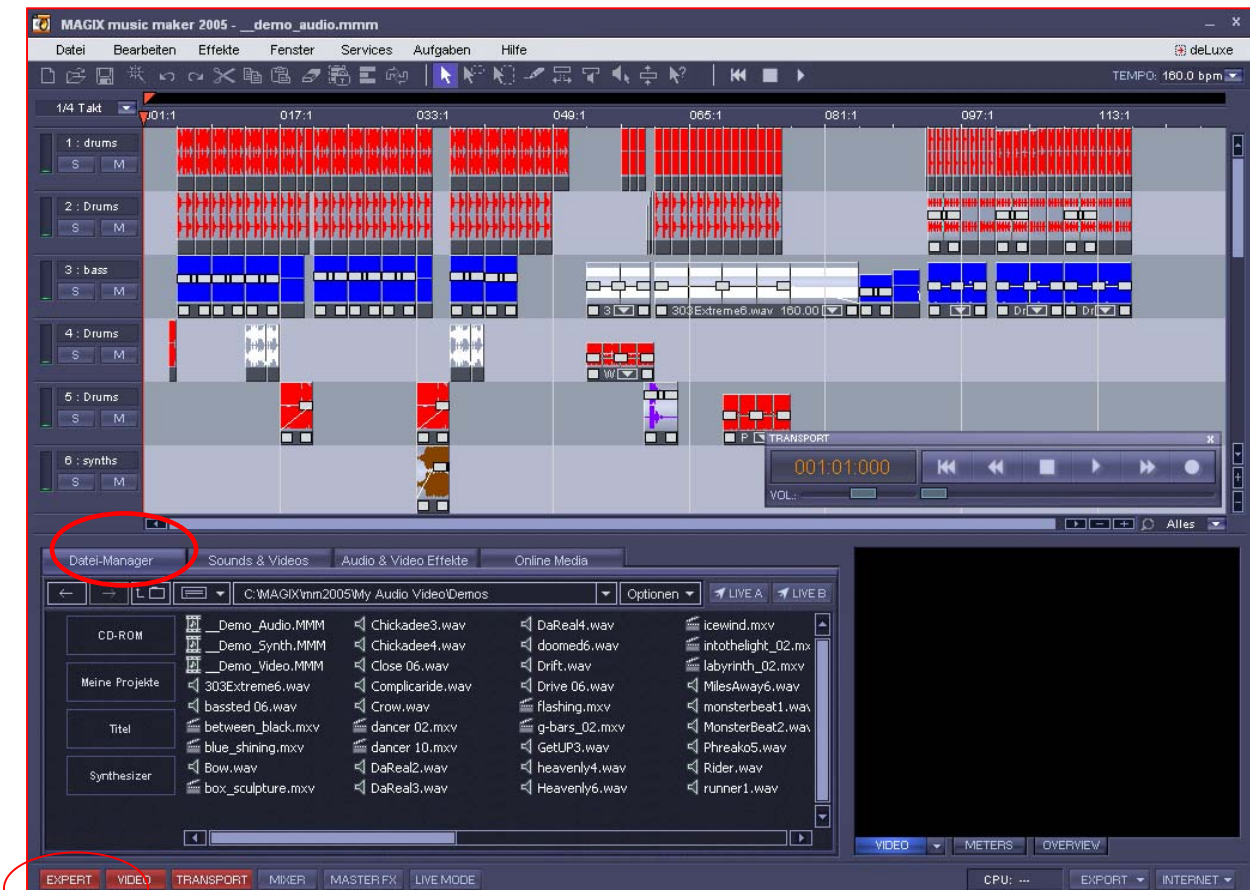 MAGIX music maker 2005 - __demo_audio.mmm
Datei Bearbeiten Effekte Fenster Services Aufgaben Hilfe deLuxe
TEMPO: 160.0 bpm
1/4 Takt 001:1 017:1 033:1 049:1 065:1 081:1 097:1 113:1
1 : drums
S M
2 : Drums
S M
3 : bass
S M
3 303Extreme6.wav 160.00 Dr Dr
4 : Drums
S M
W
5 : Drums
S M
P
TRANSPORT x
6 : synths
S M
001:01:000
VOL.:
Alles
Datei-Manager Sounds & Videos Audio & Video Effekte Online Media
C:\MAGIX\mm2005\My Audio Video\Demos Optionen LIVE A LIVE B
CD-ROM
Meine Projekte
Titel
Synthesizer
__Demo_Audio.MMM Chickadee3.wav DaReal4.wav icewind.mxv
__Demo_Synth.MMM Chickadee4.wav doomed6.wav intothelight_02.mx
__Demo_Video.MMM Close 06.wav Drift.wav labyrinth_02.mxv
303Extreme6.wav Complicaride.wav Drive 06.wav MilesAway6.wav
bassted 06.wav Crow.wav flashing.mxv monsterbeat1.wav
between_black.mxv dancer 02.mxv g-bars_02.mxv MonsterBeat2.wav
blue_shining.mxv dancer 10.mxv GetUP3.wav Phreako5.wav
Bow.wav DaReal2.wav heavenly4.wav Rider.wav
box_sculpture.mxv DaReal3.wav Heavenly6.wav runner1.wav
VIDEO METERS OVERVIEW
EXPERT VIDEO TRANSPORT MIXER MASTER FX LIVE MODE CPU: --- EXPORT INTERNET